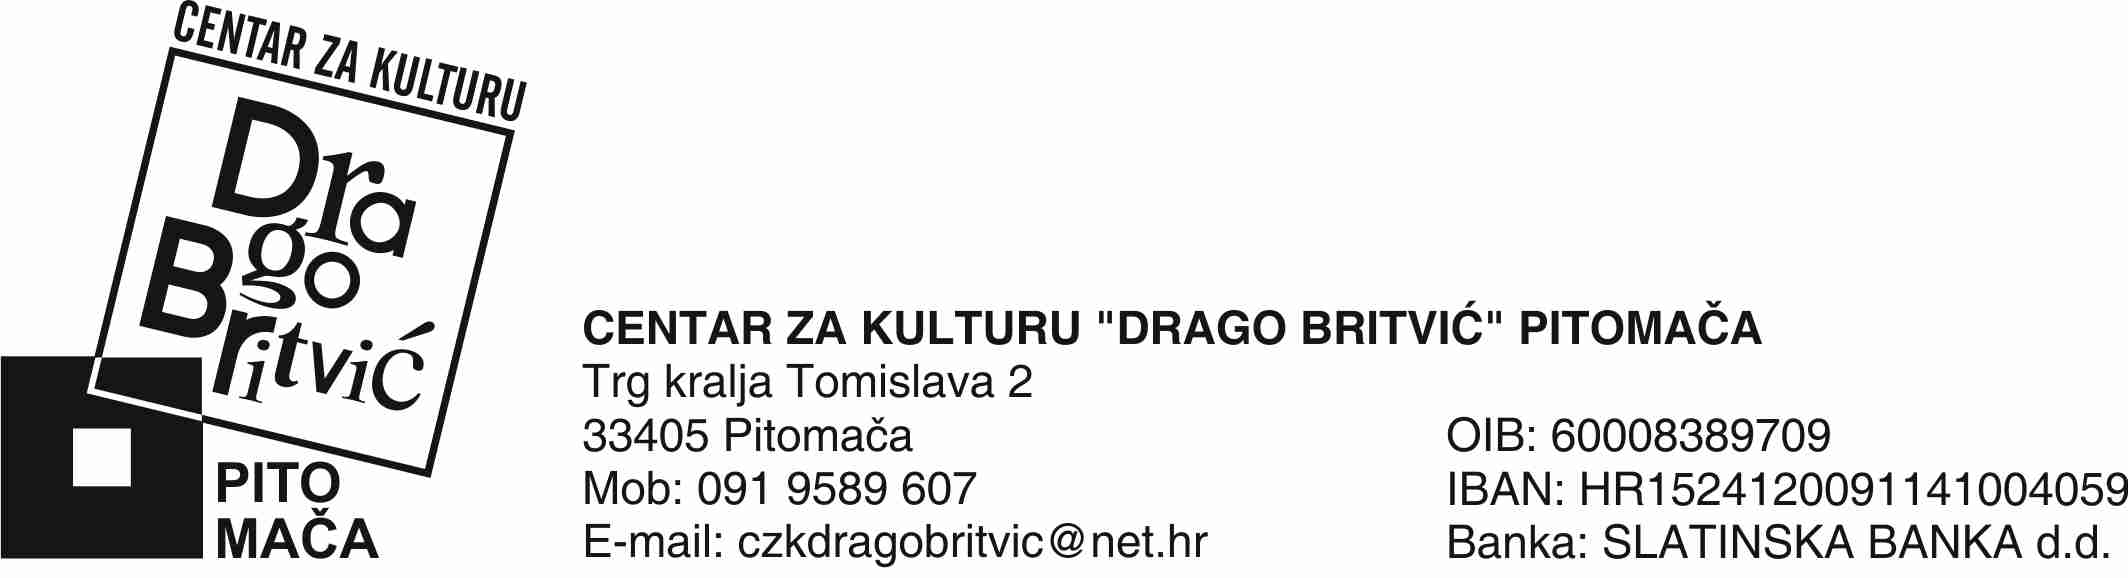 CENTAR ZA KULTURU
Dra
go
Britvić
PITO
MAČA
CENTAR ZA KULTURU "DRAGO BRITVIĆ" PITOMAČA
Trg kralja Tomislava 2
33405 Pitomača
Mob: 091 9589 607
E-mail: czkdragobritvic@net.hr
OIB: 60008389709
IBAN: HR1524120091141004059
Banka: SLATINSKA BANKA d.d.